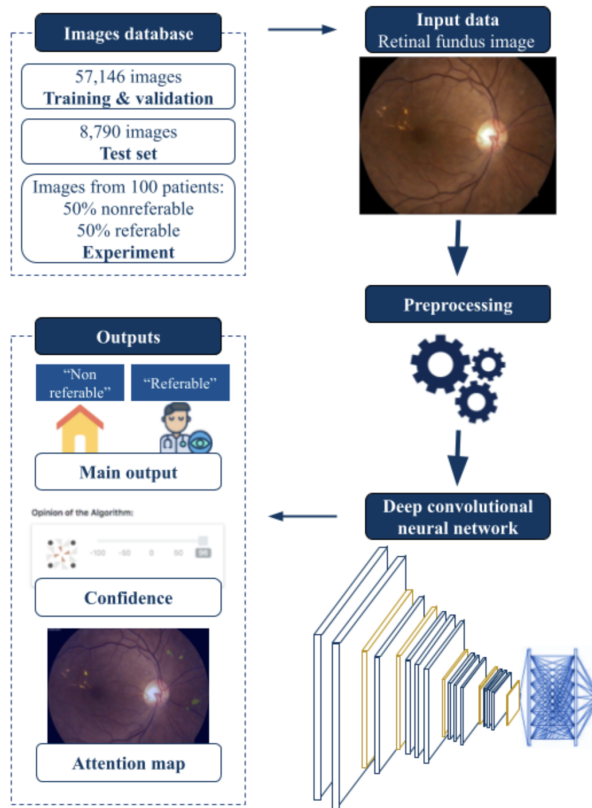 Images database
57,146 images
Training & validation
8,790 images
Test set
Images from 100 patients:
50% nonreferable
50% referable
Experiment
Input data
Retinal fundus image
Preprocessing
Deep convolutional
neural network
Outputs
“Non
referable”
“Referable”
Main output
Opinion of the Algorithm:
-100 -50 0 50 96
Confidence
Attention map